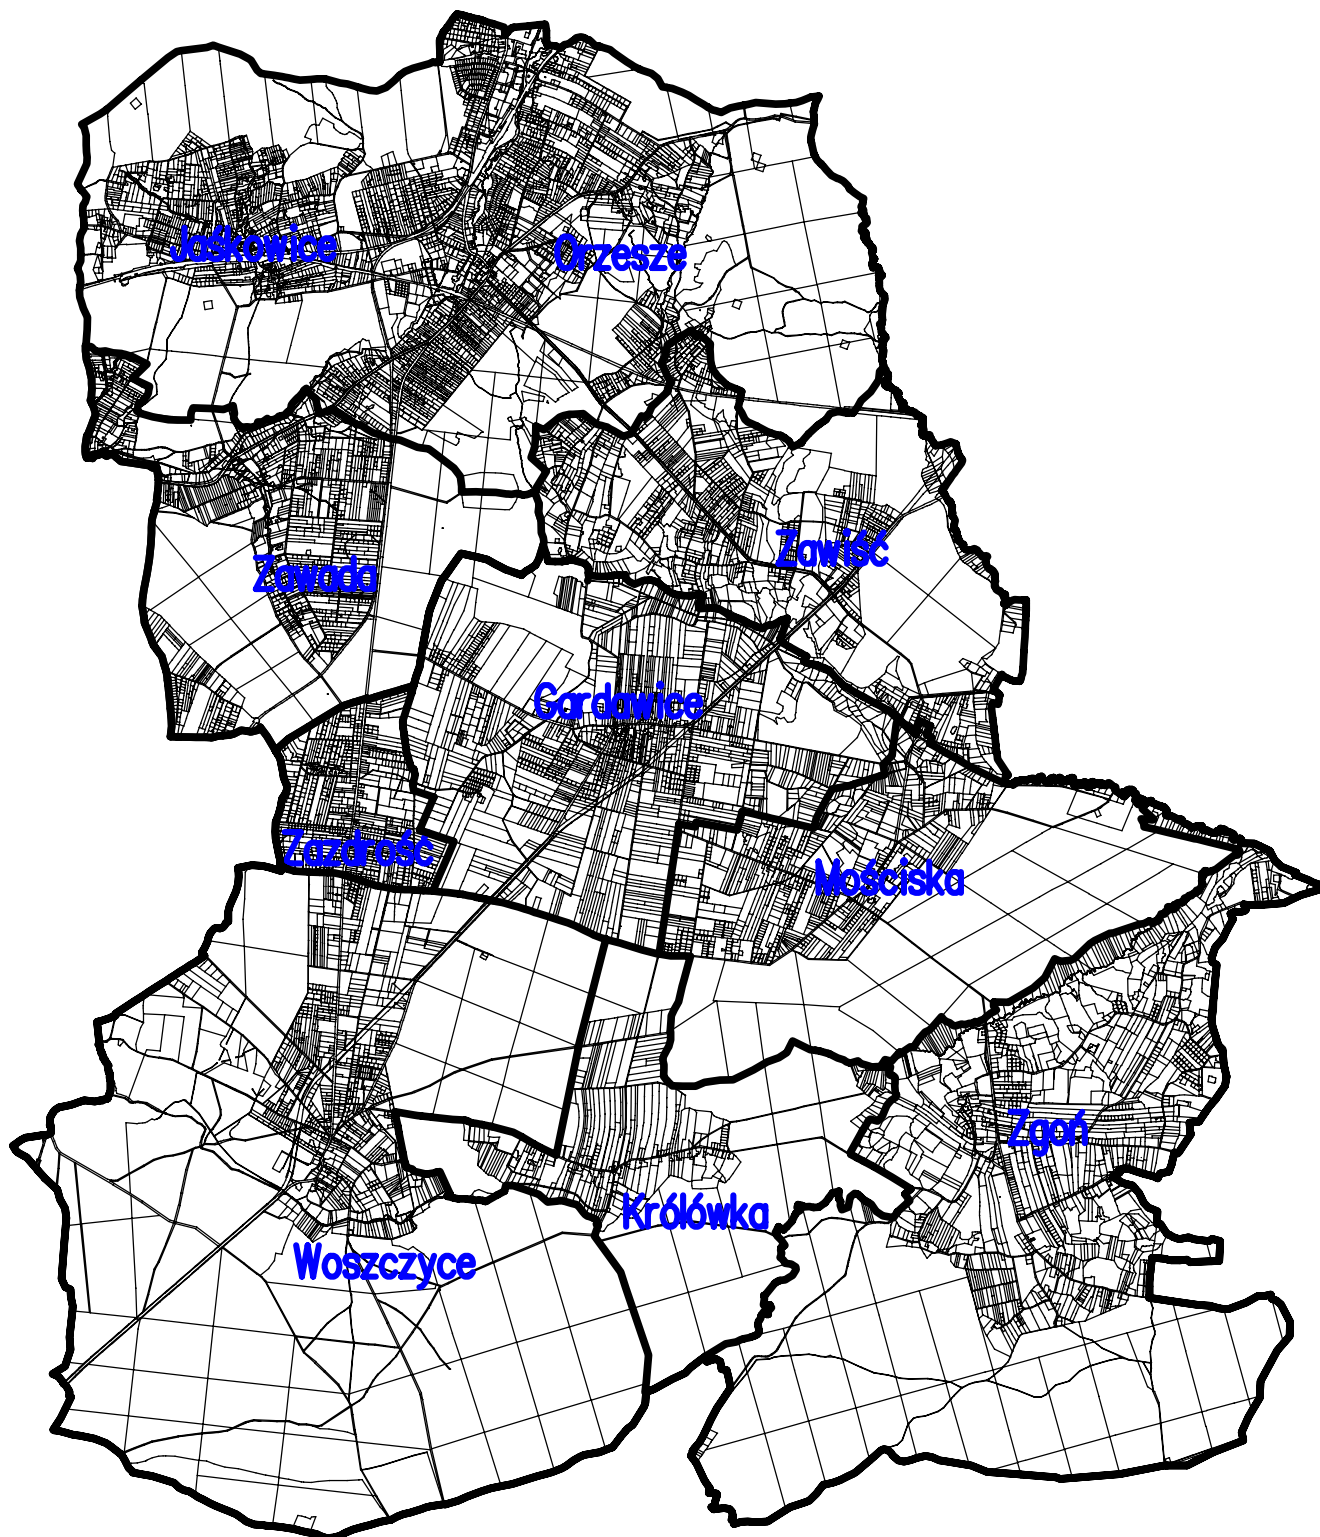 Jaśkowice
Orzesze
Zawiść
Zawada
Gardawice
Zazdrość
Mościska
Zgoń
Królówka
Woszczyce